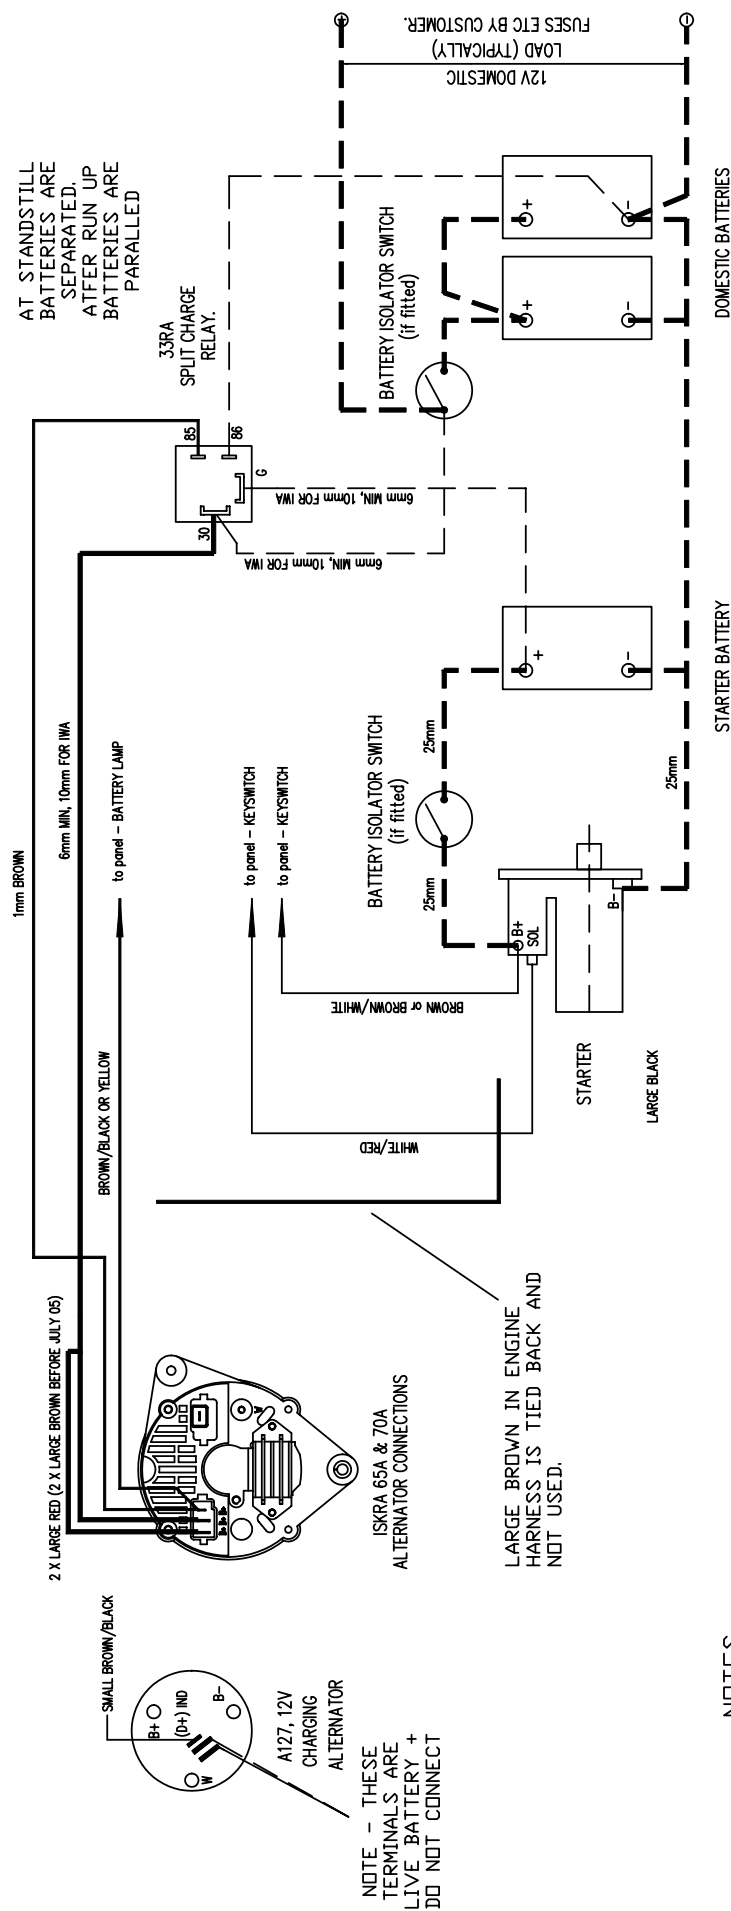 AT STANDSTILL
BATTERIES ARE
SEPARATED.
ATFER RUN UP
BATTERIES ARE
PARALLED
33RA
SPLIT CHARGE
RELAY.
85
86
30
G
12V DOMESTIC
LOAD (TYPICALLY)
FUSES ETC BY CUSTOMER.
+
-
BATTERY ISOLATOR SWITCH
(if fitted)
+
-
+
-
DOMESTIC BATTERIES
6mm MIN, 10mm FOR IWA
6mm MIN, 10mm FOR IWA
1mm BROWN
6mm MIN, 10mm FOR IWA
to panel - BATTERY LAMP
to panel - KEYSWITCH
to panel - KEYSWITCH
BATTERY ISOLATOR SWITCH
(if fitted)
25mm
25mm
25mm
+
-
STARTER BATTERY
B+
SOL
B-
STARTER
LARGE BLACK
BROWN or BROWN/WHITE
WHITE/RED
BROWN/BLACK OR YELLOW
2 X LARGE RED (2 X LARGE BROWN BEFORE JULY 05)
W
ISKRA 65A & 70A
ALTERNATOR CONNECTIONS
LARGE BROWN IN ENGINE
HARNESS IS TIED BACK AND
NOT USED.
SMALL BROWN/BLACK
B+
(D+) IND
B-
W
A127, 12V
CHARGING
ALTERNATOR
NOTE - THESE
TERMINALS ARE
LIVE BATTERY +
DO NOT CONNECT